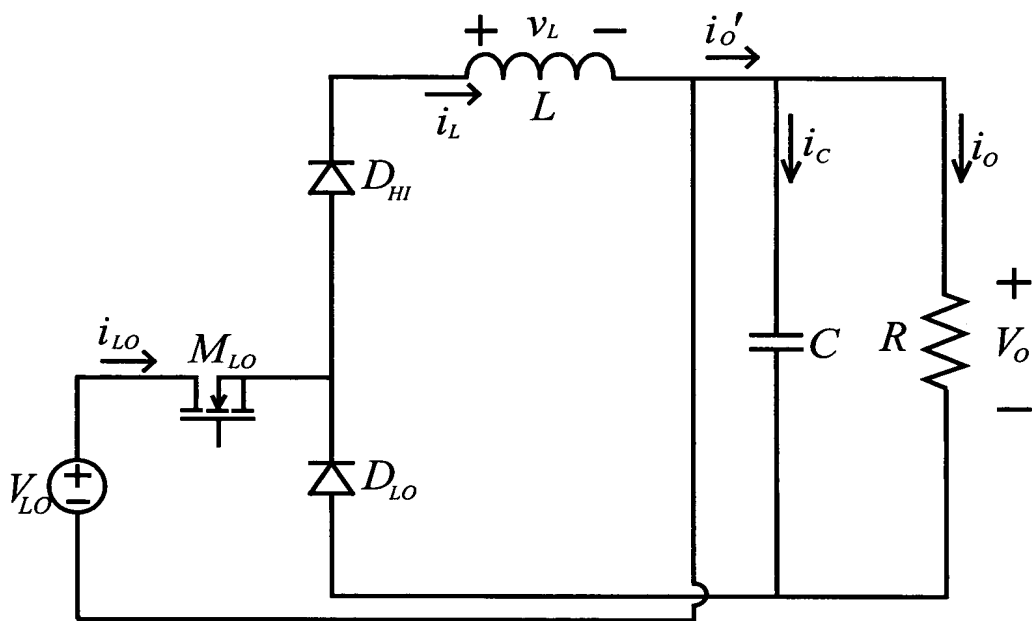 + v_L −
i_O'
i_L
L
i_C
i_O
D_HI
i_LO
M_LO
C
R
+
V_O
−
V_LO
+
−
D_LO